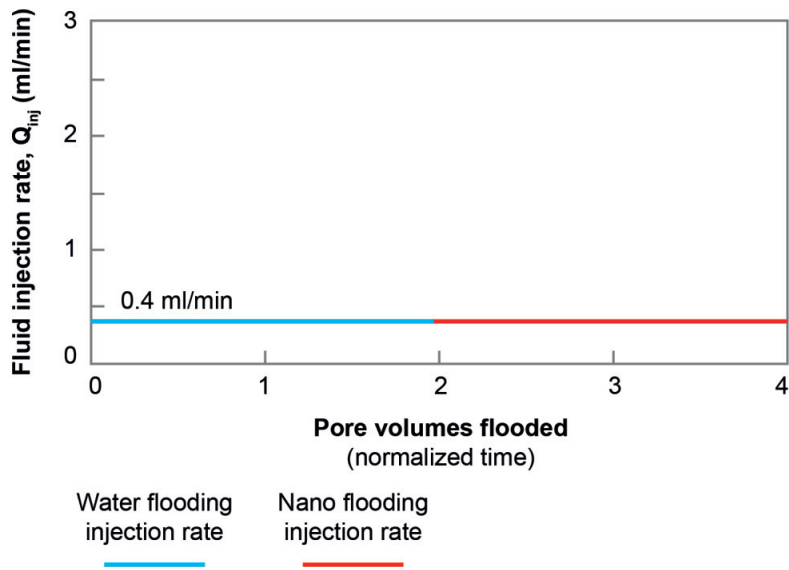 3
2
1
0
Fluid injection rate, Qinj (ml/min)
0.4 ml/min
0 1 2 3 4
Pore volumes flooded
(normalized time)
Water flooding
injection rate
Nano flooding
injection rate